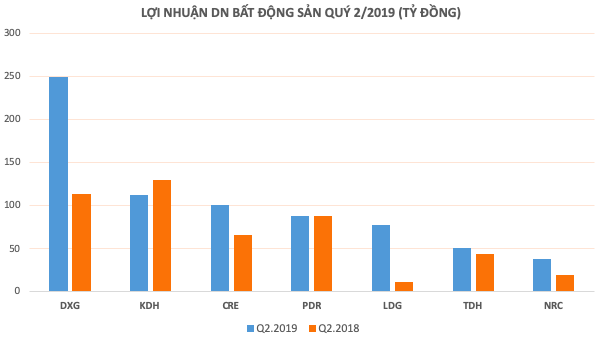 LỢI NHUẬN DN BẤT ĐỘNG SẢN QUÝ 2/2019 (TỶ ĐỒNG)
300
250
200
150
100
50
0
DXG KDH CRE PDR LDG TDH NRC
Q2.2019 Q2.2018